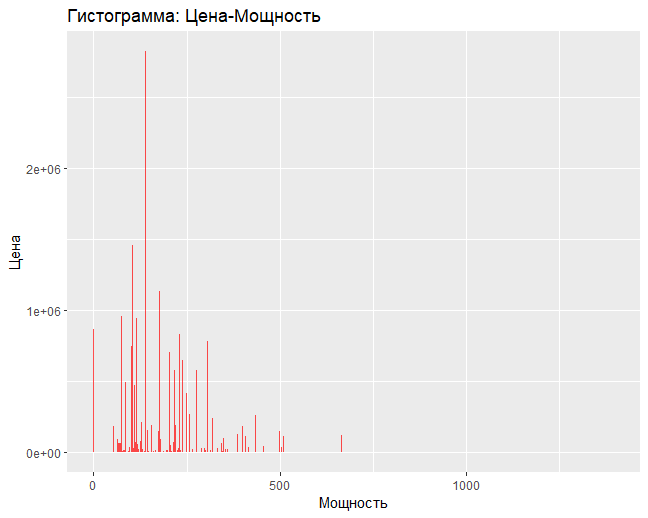 Гистограмма: Цена-Мощность
2e+06
1e+06
0e+00
Цена
0
500
1000
Мощность